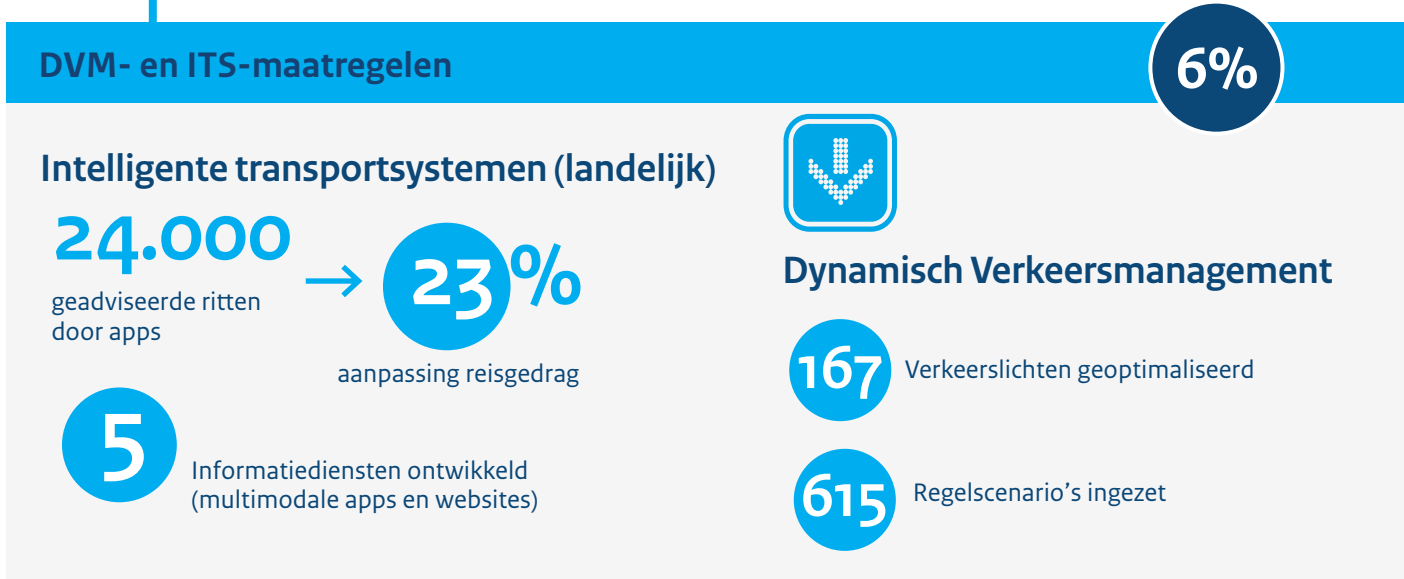 DVM- en ITS-maatregelen
6%
Intelligente transportsystemen (landelijk)
24.000
geadviseerde ritten
door apps
→
23%
aanpassing reisgedrag
5
Informatiediensten ontwikkeld
(multimodale apps en websites)
Dynamisch Verkeersmanagement
167
Verkeerslichten geoptimaliseerd
615
Regelscenario’s ingezet